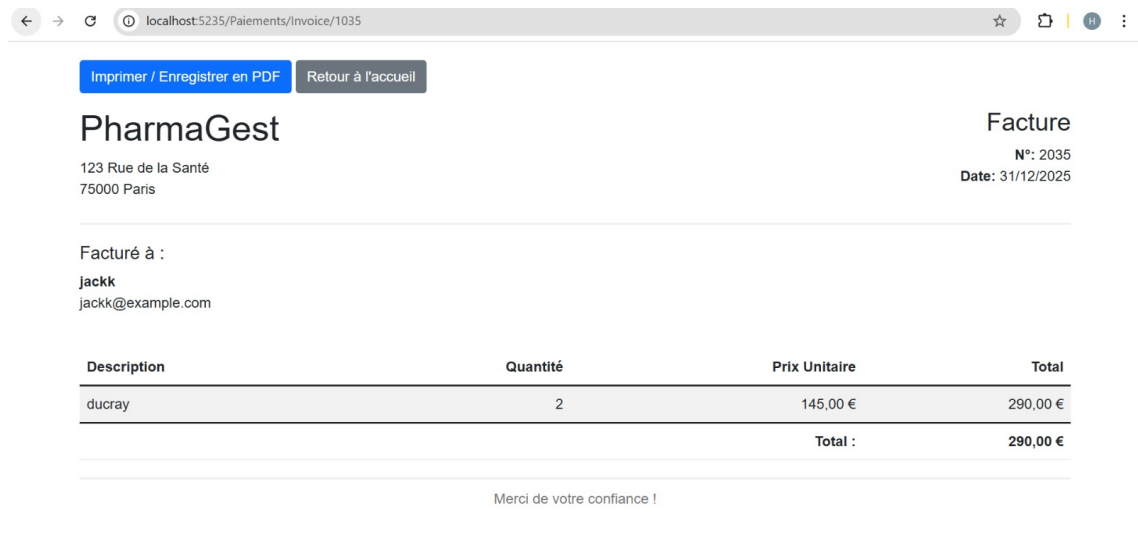 localhost:5235/Paiements/Invoice/1035
H
Imprimer / Enregistrer en PDF
Retour à l'accueil
PharmaGest
123 Rue de la Santé
75000 Paris
Facture
N°: 2035
Date: 31/12/2025
Facturé à :
jackk
jackk@example.com
Description Quantité Prix Unitaire Total
ducray 2 145,00 € 290,00 €
Total : 290,00 €
Merci de votre confiance !